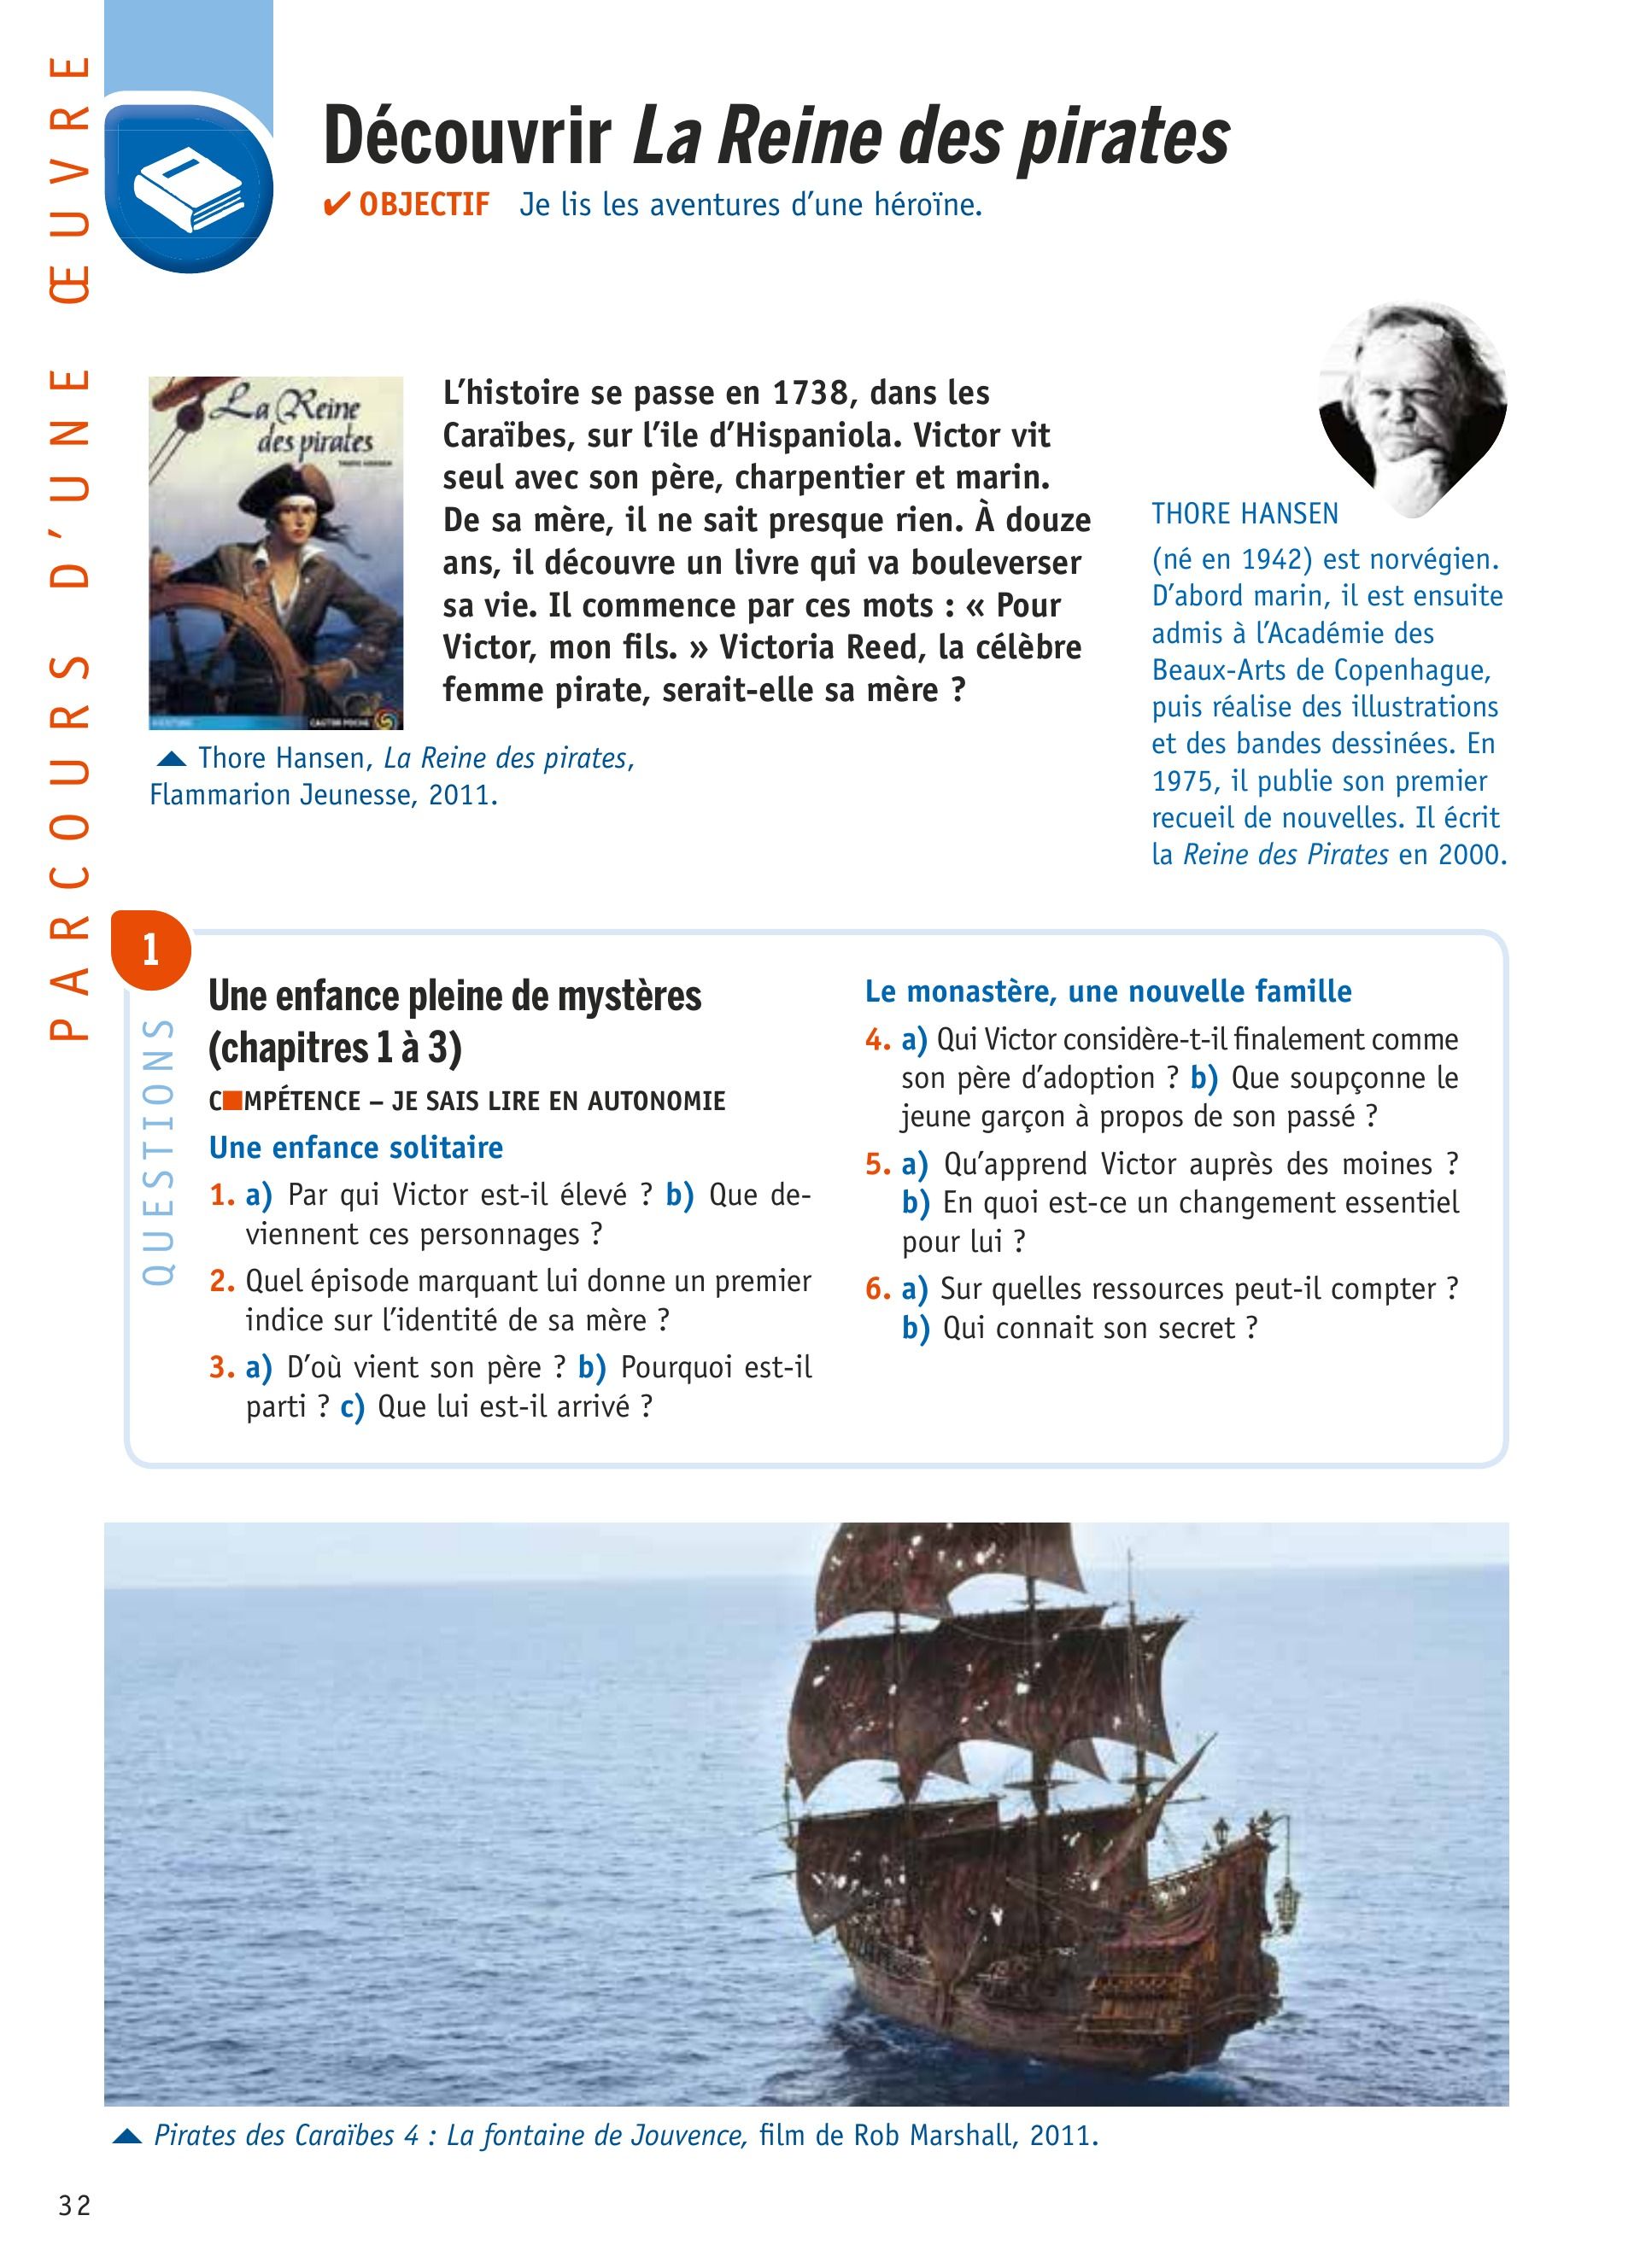 PARCOURS D'UNE ŒUVRE
Découvrir La Reine des pirates
✔ OBJECTIF Je lis les aventures d'une héroïne.
La Reine
des pirates
THORE HANSEN
AVENTURE
CASTOR POCHE
L'histoire se passe en 1738, dans les
Caraïbes, sur l'ile d'Hispaniola. Victor vit
seul avec son père, charpentier et marin.
De sa mère, il ne sait presque rien. À douze
ans, il découvre un livre qui va bouleverser
sa vie. Il commence par ces mots : « Pour
Victor, mon fils. » Victoria Reed, la célèbre
femme pirate, serait-elle sa mère ?
▲ Thore Hansen, La Reine des pirates,
Flammarion Jeunesse, 2011.
THORE HANSEN
(né en 1942) est norvégien.
D'abord marin, il est ensuite
admis à l'Académie des
Beaux-Arts de Copenhague,
puis réalise des illustrations
et des bandes dessinées. En
1975, il publie son premier
recueil de nouvelles. Il écrit
la Reine des Pirates en 2000.
1
QUESTIONS
Une enfance pleine de mystères
(chapitres 1 à 3)
C■MPÉTENCE – JE SAIS LIRE EN AUTONOMIE
Une enfance solitaire
1. a) Par qui Victor est-il élevé ? b) Que de-
viennent ces personnages ?
2. Quel épisode marquant lui donne un premier
indice sur l'identité de sa mère ?
3. a) D'où vient son père ? b) Pourquoi est-il
parti ? c) Que lui est-il arrivé ?
Le monastère, une nouvelle famille
4. a) Qui Victor considère-t-il finalement comme
son père d'adoption ? b) Que soupçonne le
jeune garçon à propos de son passé ?
5. a) Qu'apprend Victor auprès des moines ?
b) En quoi est-ce un changement essentiel
pour lui ?
6. a) Sur quelles ressources peut-il compter ?
b) Qui connait son secret ?
▲ Pirates des Caraïbes 4 : La fontaine de Jouvence, film de Rob Marshall, 2011.
32